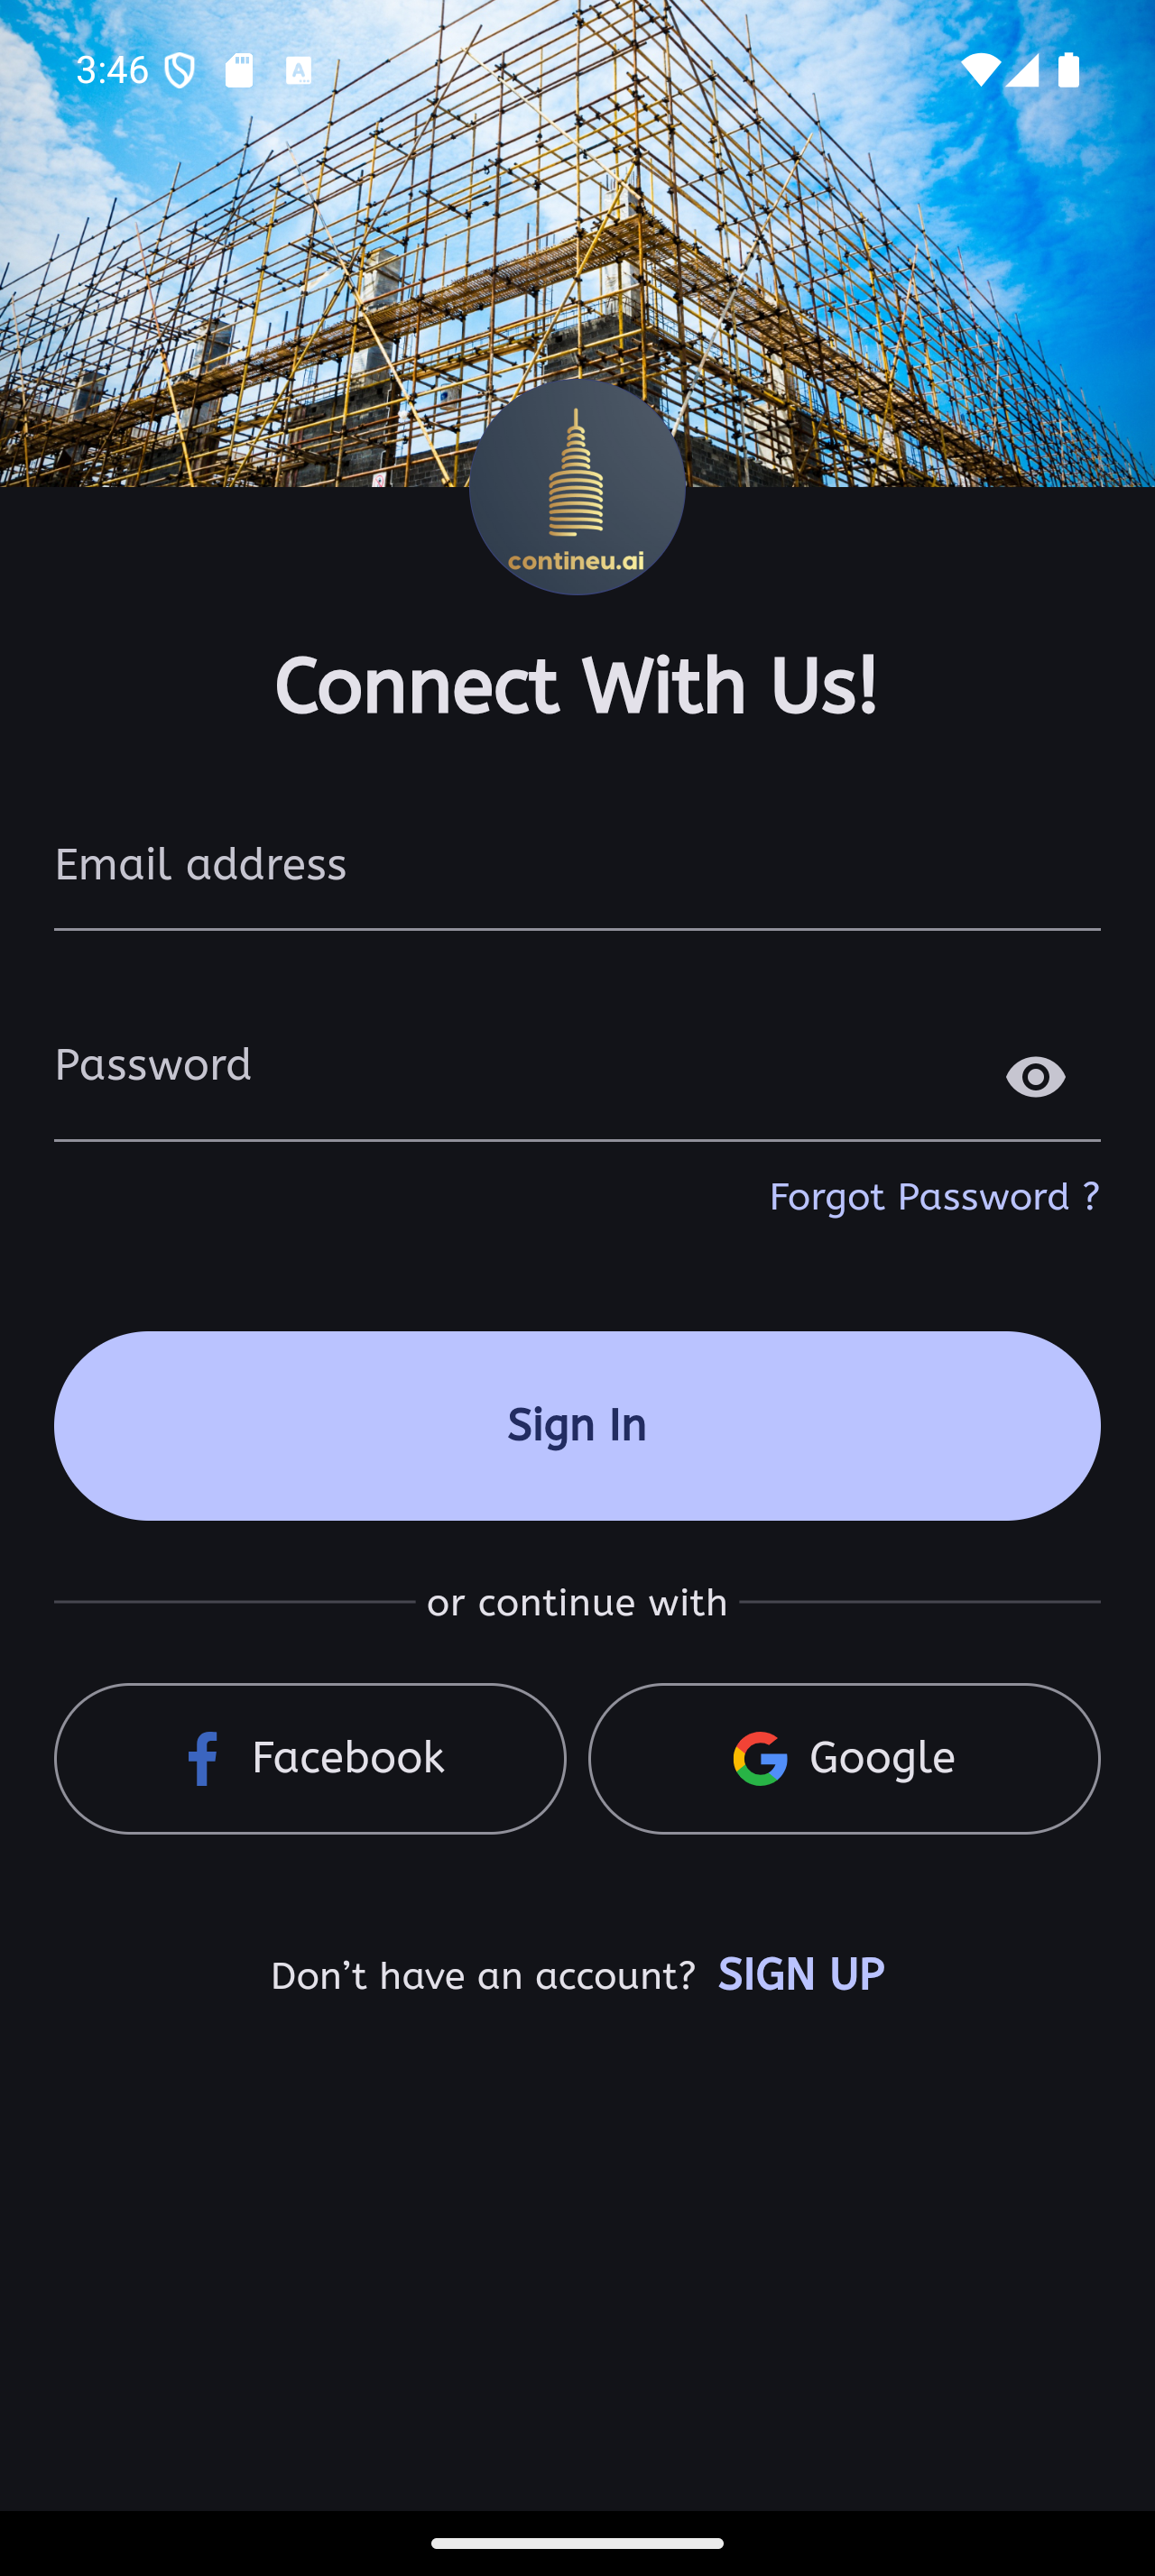 3:46
contineu.ai
Connect With Us!
Email address
Password
Forgot Password ?
Sign In
or continue with
Facebook
Google
Don’t have an account? SIGN UP